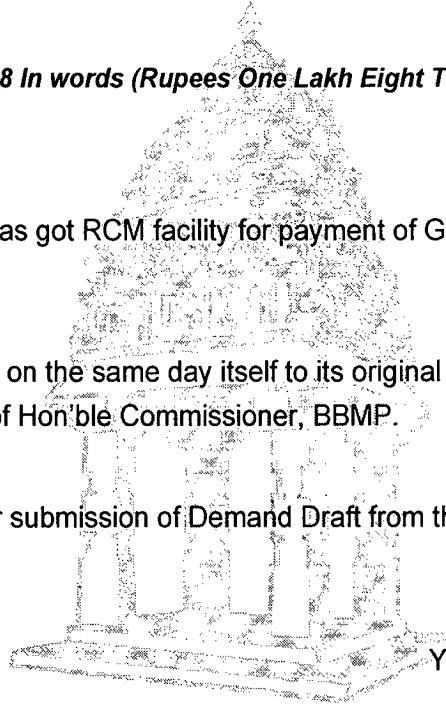 8 In words (Rupees One Lakh Eight T
as got RCM facility for payment of G
on the same day itself to its original
of Hon'ble Commissioner, BBMP.
r submission of Demand Draft from th
Y